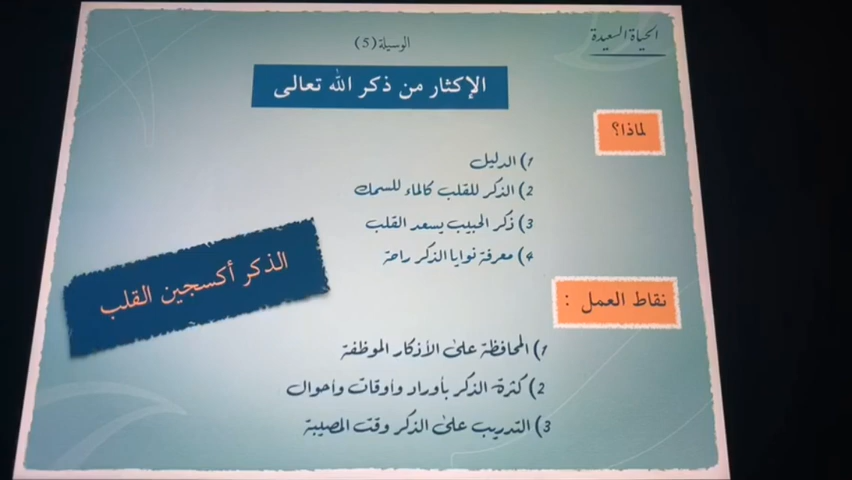 الحياة السعيدة
الوسيلة (5)
الإكثار من ذكر الله تعالى
لماذا؟
1) الدليل
2) الذكر للقلب كالماء للسمك
3) ذكر الحبيب يسعد القلب
4) معرفة نوايا الذكر راحة
الذكر أكسجين القلب
نقاط العمل :
1) المحافظة على الأذكار الموظفة
2) كثرة الذكر بأوراد وأوقات وأحوال
3) التدريب على الذكر وقت المصيبة